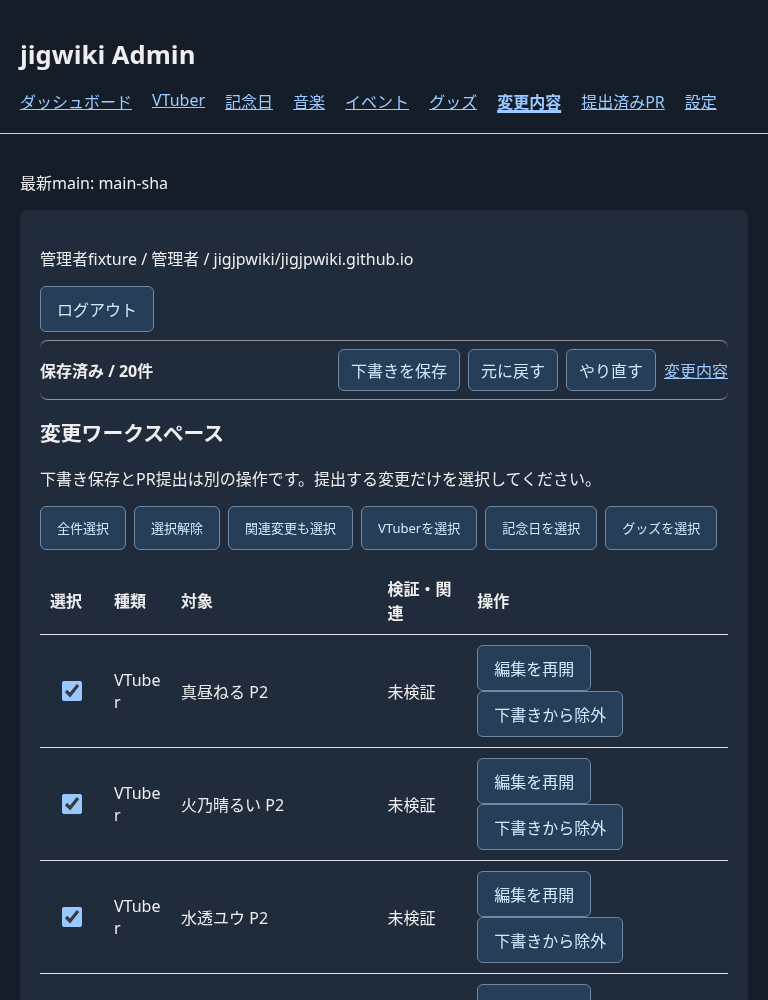 jigwiki Admin
ダッシュボード VTuber 記念日 音楽 イベント グッズ 変更内容 提出済みPR 設定
最新main: main-sha
管理者fixture / 管理者 / jigjpwiki/jigjpwiki.github.io
ログアウト
保存済み / 20件 下書きを保存 元に戻す やり直す 変更内容
変更ワークスペース
下書き保存とPR提出は別の操作です。提出する変更だけを選択してください。
全件選択 選択解除 関連変更も選択 VTuberを選択 記念日を選択 グッズを選択
選択 種類 対象 検証・関連 操作
VTuber 真昼ねる P2 未検証 編集を再開
下書きから除外
VTuber 火乃晴るい P2 未検証 編集を再開
下書きから除外
VTuber 水透ユウ P2 未検証 編集を再開
下書きから除外